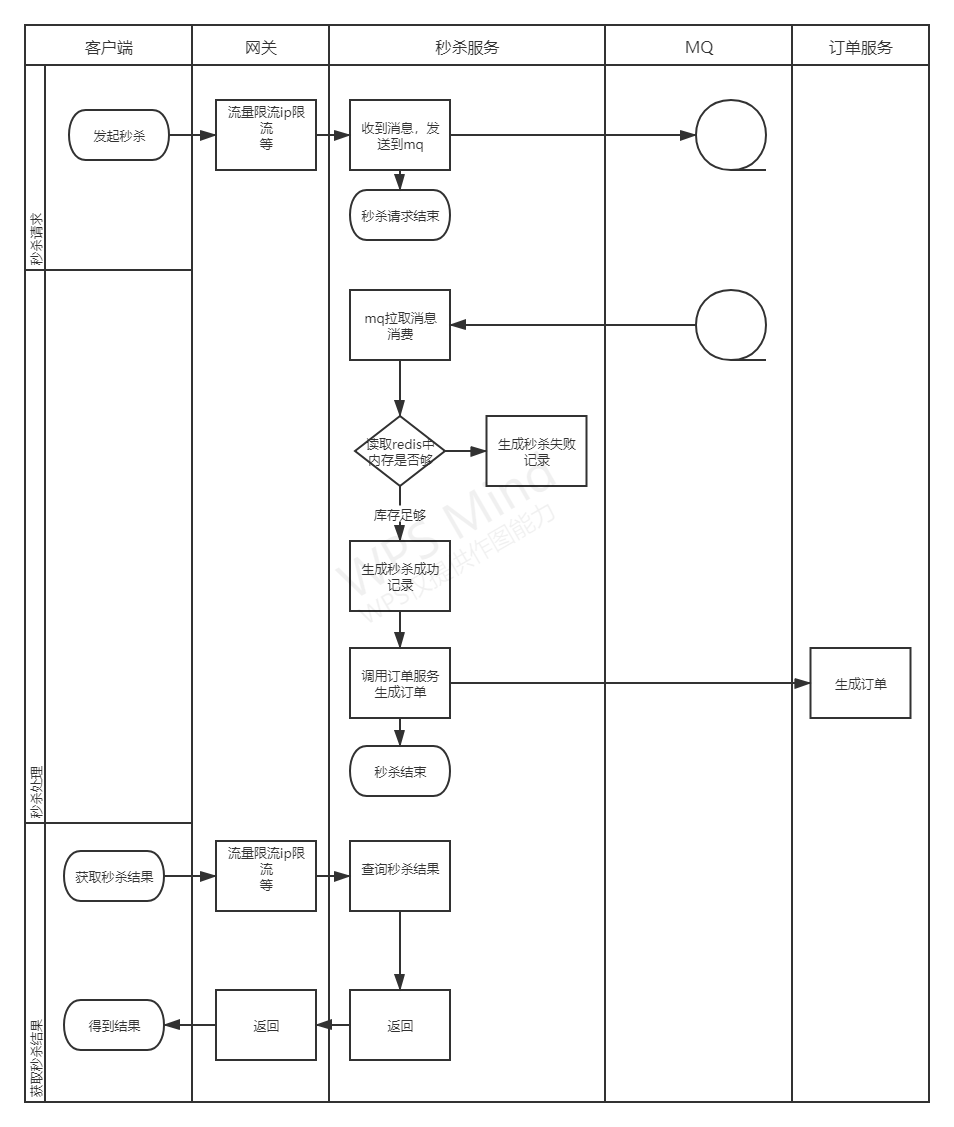 客户端
网关
秒杀服务
MQ
订单服务
秒杀请求
发起秒杀
流量限流ip限
流
等
收到消息，发
送到mq
秒杀请求结束
秒杀处理
mq拉取消息
消费
读取redis中
内存是否够
生成秒杀失败
记录
库存足够
WPS Mind
WPS仅提供作图能力
生成秒杀成功
记录
调用订单服务
生成订单
生成订单
秒杀结束
获取秒杀结果
获取秒杀结果
流量限流ip限
流
等
查询秒杀结果
得到结果
返回
返回